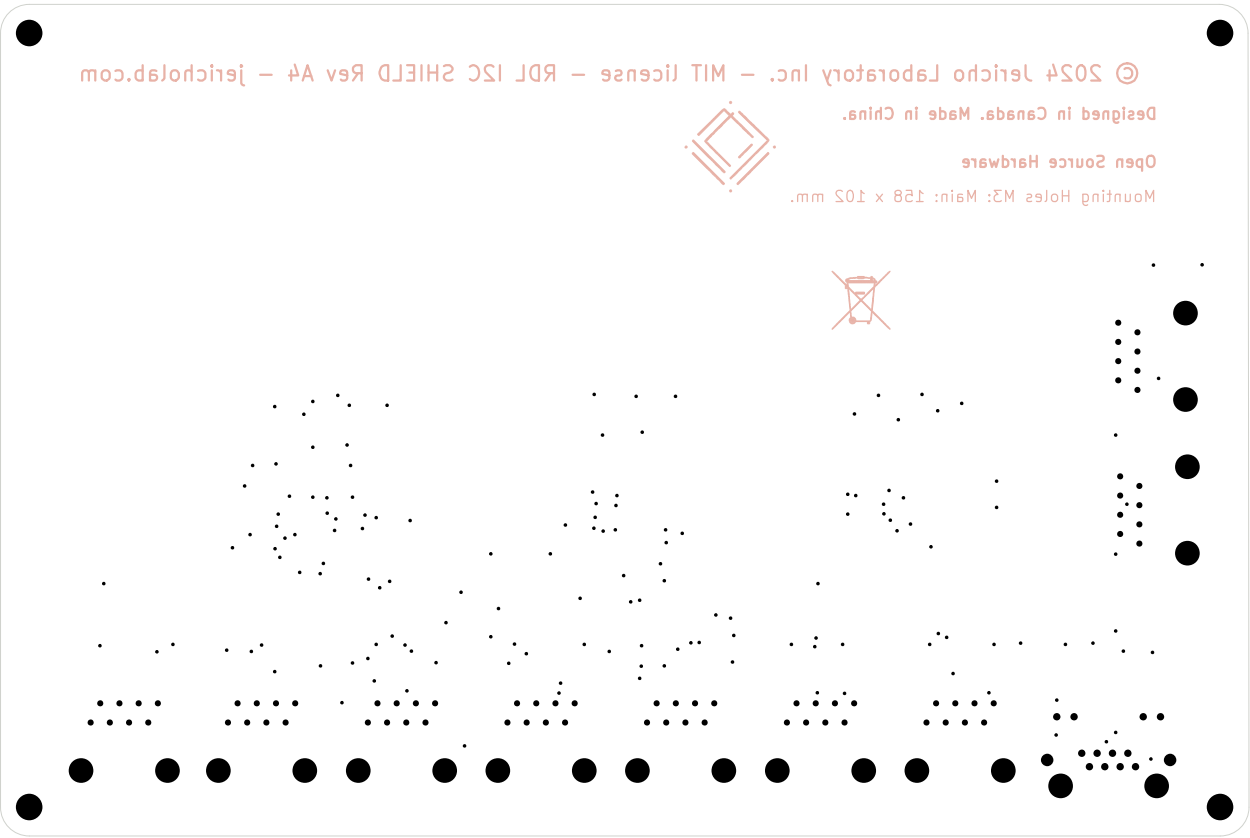 © 2024 Jericho Laboratory Inc. – MIT license – RDL I2C SHIELD Rev A4 – jericholab.com
Designed in Canada. Made in China.
Open Source Hardware
Mounting Holes M3: Main: 158 x 102 mm.